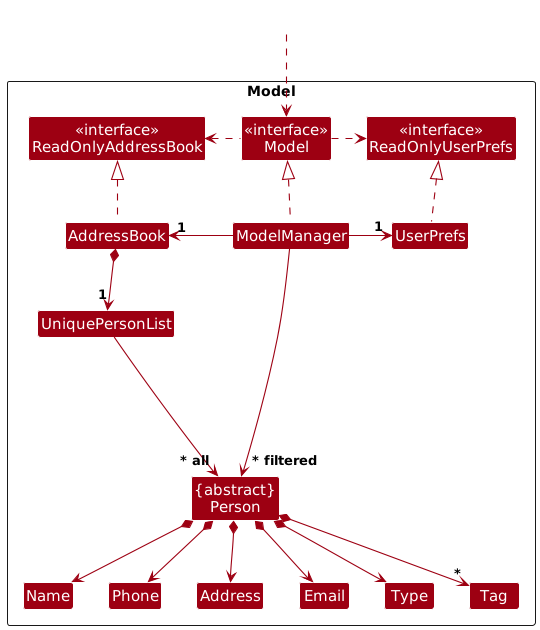 Model
«interface»
ReadOnlyAddressBook
«interface»
Model
«interface»
ReadOnlyUserPrefs
AddressBook
1
ModelManager
1
UserPrefs
1
UniquePersonList
* all
* filtered
{abstract}
Person
Name
Phone
Address
Email
Type
*
Tag